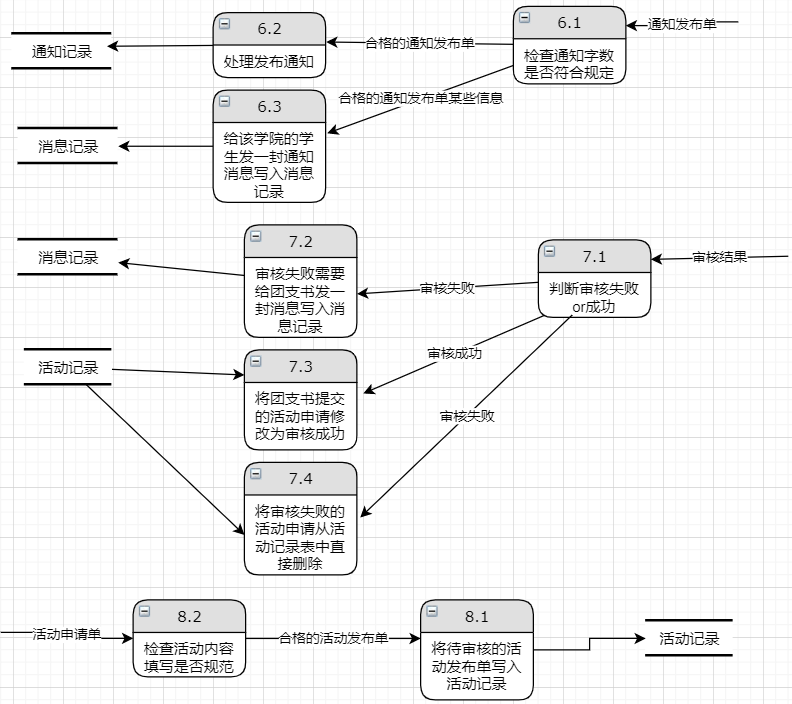 6.2
6.1
通知发布单
通知记录
合格的通知发布单
处理发布通知
检查通知字数
是否符合规定
6.3
合格的通知发布单某些信息
消息记录
给该学院的学
生发一封通知
消息写入消息
记录
7.2
7.1
消息记录
审核结果
审核失败需要
给团支书发一
封消息写入消
息记录
审核失败
判断审核失败
or成功
7.3
审核成功
活动记录
将团支书提交
的活动申请修
改为审核成功
审核失败
7.4
将审核失败的
活动申请从活
动记录表中直
接删除
8.2
8.1
活动申请单
合格的活动发布单
活动记录
检查活动内容
填写是否规范
将待审核的活
动发布单写入
活动记录